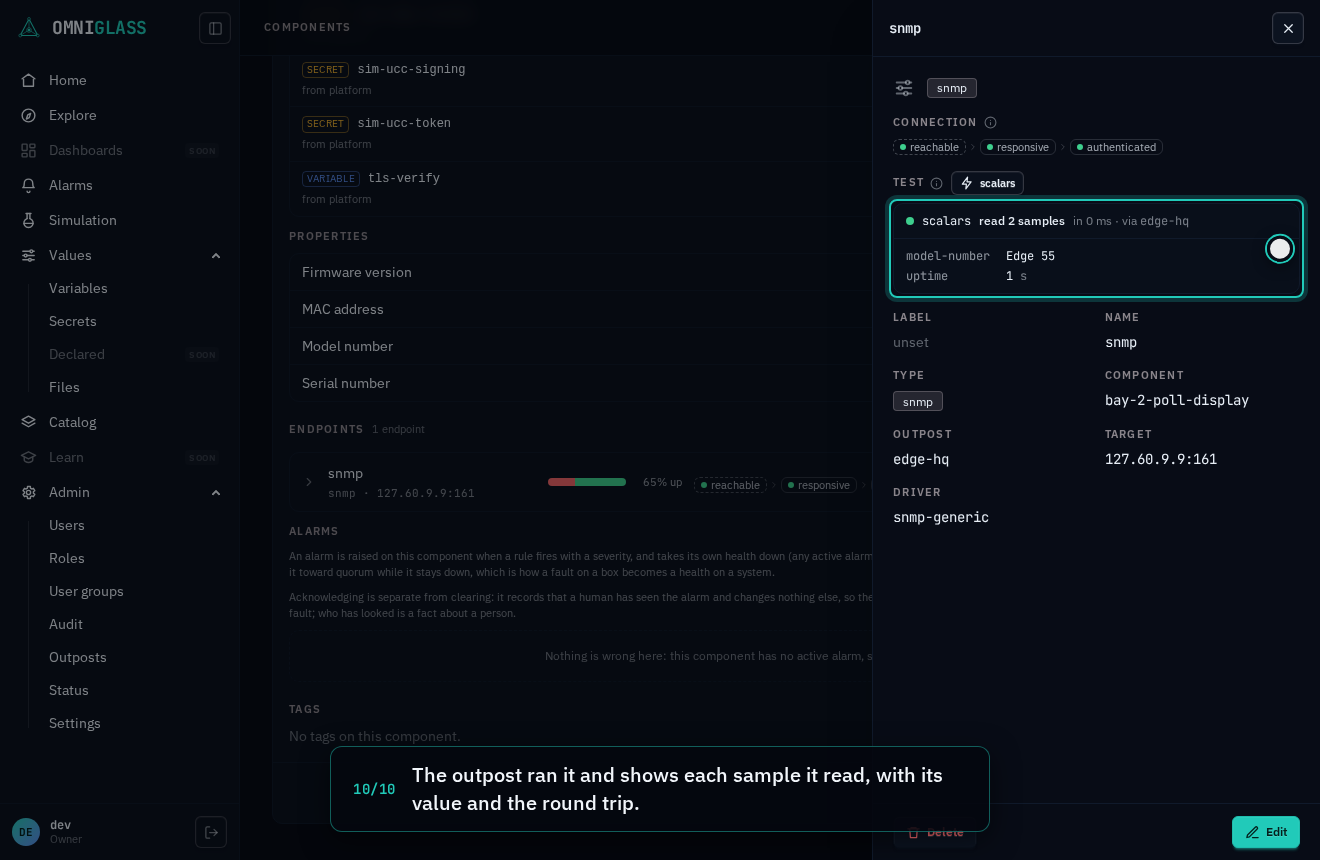 OMNIGLASS
COMPONENTS
snmp
Home
Explore
Dashboards SOON
Alarms
Simulation
Values
Variables
Secrets
Declared SOON
Files
Catalog
Learn SOON
Admin
Users
Roles
User groups
Audit
Outposts
Status
Settings
DE dev
Owner
SECRET sim-ucc-signing
from platform
SECRET sim-ucc-token
from platform
VARIABLE tls-verify
from platform
PROPERTIES
Firmware version
MAC address
Model number
Serial number
ENDPOINTS 1 endpoint
snmp
snmp · 127.60.9.9:161
65% up reachable › responsive ›
ALARMS
An alarm is raised on this component when a rule fires with a severity, and takes its own health down (any active alarm
it toward quorum while it stays down, which is how a fault on a box becomes a health on a system.
Acknowledging is separate from clearing: it records that a human has seen the alarm and changes nothing else, so the
fault; who has looked is a fact about a person.
Nothing is wrong here: this component has no active alarm, s
TAGS
No tags on this component.
snmp
CONNECTION
reachable › responsive › authenticated
TEST scalars
scalars read 2 samples in 0 ms · via edge-hq
model-number Edge 55
uptime 1 s
LABEL NAME
unset snmp
TYPE COMPONENT
snmp bay-2-poll-display
OUTPOST TARGET
edge-hq 127.60.9.9:161
DRIVER
snmp-generic
Delete Edit
10/10 The outpost ran it and shows each sample it read, with its
value and the round trip.